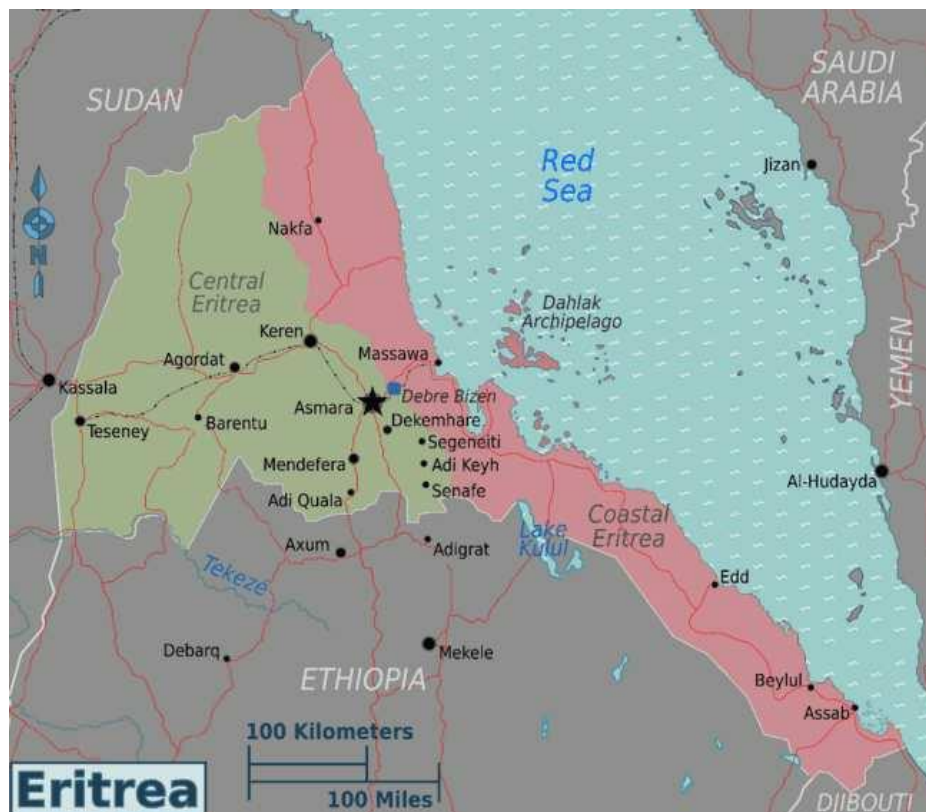 SUDAN
SAUDI
ARABIA
Red
Sea
Jizan
N
Nakfa
Central
Eritrea
Dahlak
Archipelago
Keren
Massawa
Agordat
YEMEN
Kassala
Debre Bizen
Asmara
Teseney
Barentu
Dekemhare
Segeneiti
Mendefera
Adi Keyh
Al-Hudayda
Adi Quala
Senafe
Coastal
Eritrea
Lake
Kulul
Axum
Adigrat
Tekezé
Edd
Debarq
Mekele
ETHIOPIA
Beylul
Assab
100 Kilometers
100 Miles
Eritrea
DJIBOUTI